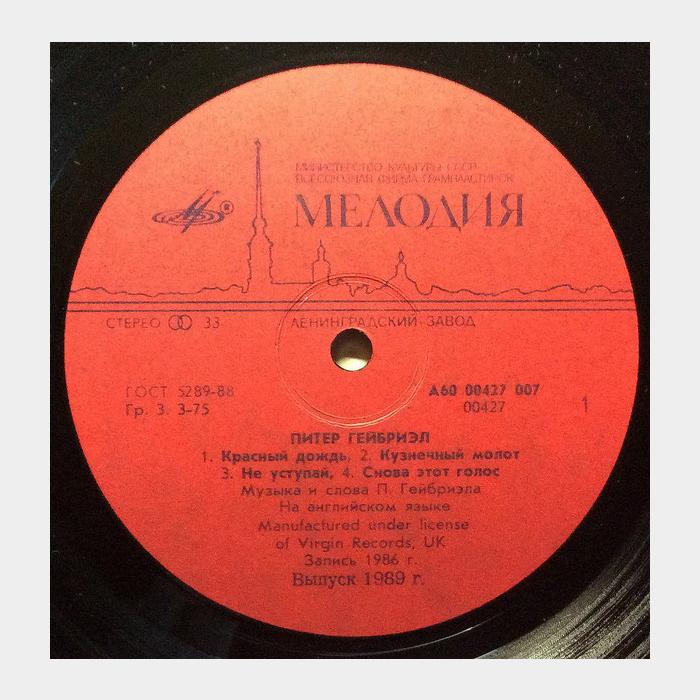 МИНИСТЕРСТВО КУЛЬТУРЫ СССР
ВСЕСОЮЗНАЯ ФИРМА ГРАМПЛАСТИНОК
® МЕЛОДИЯ
СТЕРЕО 33 ЛЕНИНГРАДСКИЙ ЗАВОД
ГОСТ 5289-88 А60 00427 007
Гр. 3. 3-75 00427 1
ПИТЕР ГЕЙБРИЭЛ
1. Красный дождь, 2. Кузнечный молот
3. Не уступай, 4. Снова этот голос
Музыка и слова П. Гейбриэла
На английском языке
Manufactured under license
of Virgin Records, UK
Запись 1986 г.
Выпуск 1989 г.